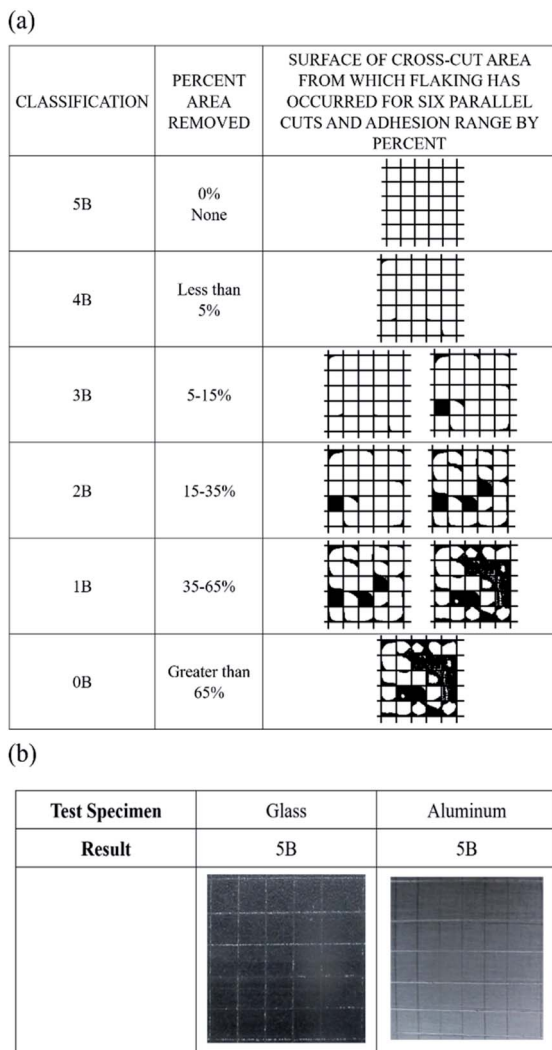 (a)
CLASSIFICATION
PERCENT
AREA
REMOVED
SURFACE OF CROSS-CUT AREA
FROM WHICH FLAKING HAS
OCCURRED FOR SIX PARALLEL
CUTS AND ADHESION RANGE BY
PERCENT
5B
0%
None
4B
Less than
5%
3B
5-15%
2B
15-35%
1B
35-65%
0B
Greater than
65%
(b)
Test Specimen
Glass
Aluminum
Result
5B
5B